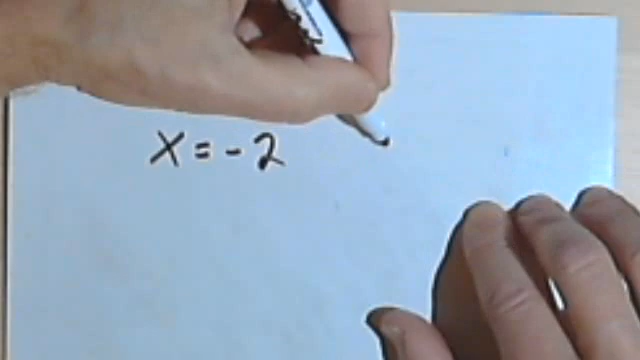 x = -2